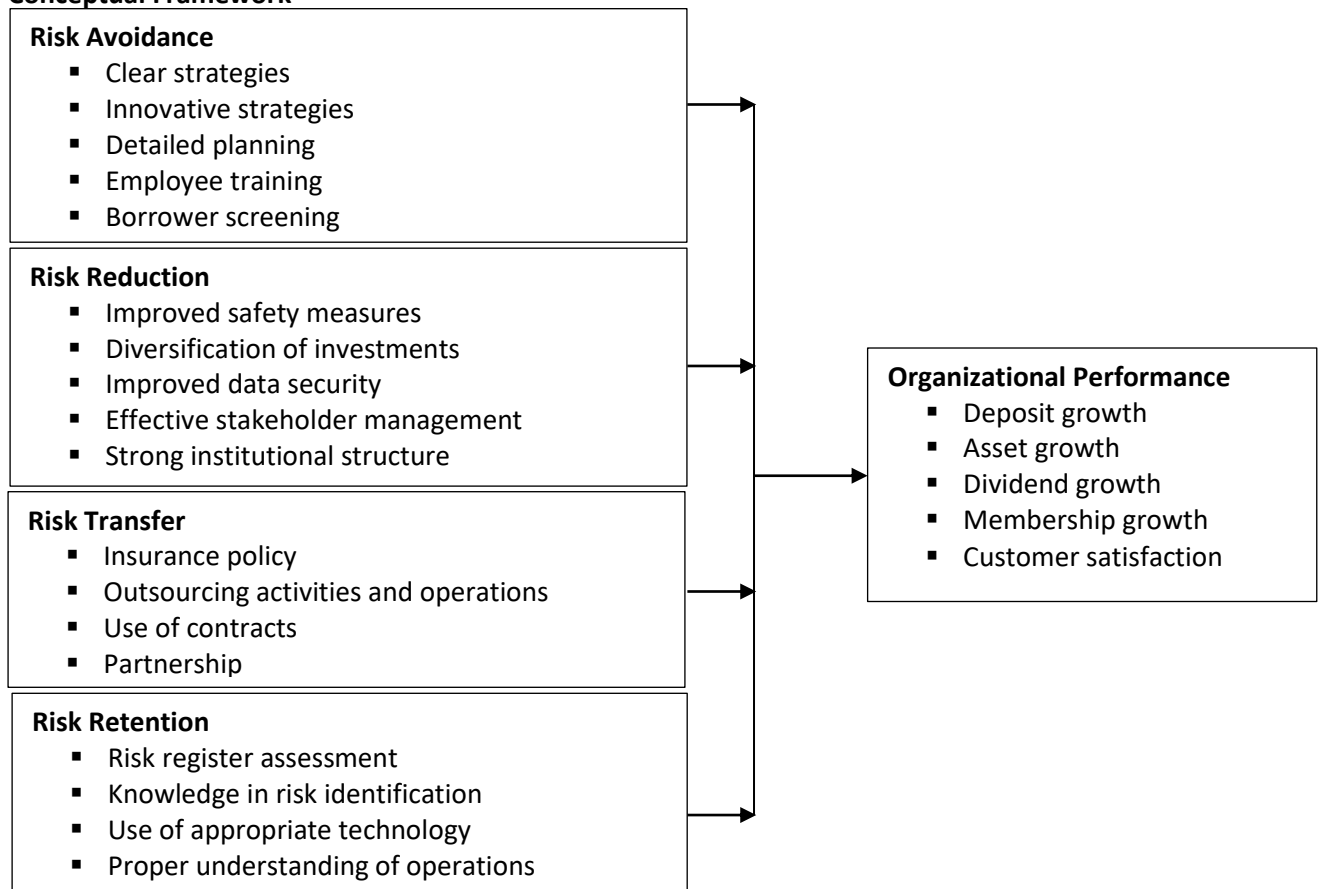 Conceptual Framework
Risk Avoidance
▪ Clear strategies
▪ Innovative strategies
▪ Detailed planning
▪ Employee training
▪ Borrower screening
Risk Reduction
▪ Improved safety measures
▪ Diversification of investments
▪ Improved data security
▪ Effective stakeholder management
▪ Strong institutional structure
Risk Transfer
▪ Insurance policy
▪ Outsourcing activities and operations
▪ Use of contracts
▪ Partnership
Risk Retention
▪ Risk register assessment
▪ Knowledge in risk identification
▪ Use of appropriate technology
▪ Proper understanding of operations
Organizational Performance
▪ Deposit growth
▪ Asset growth
▪ Dividend growth
▪ Membership growth
▪ Customer satisfaction